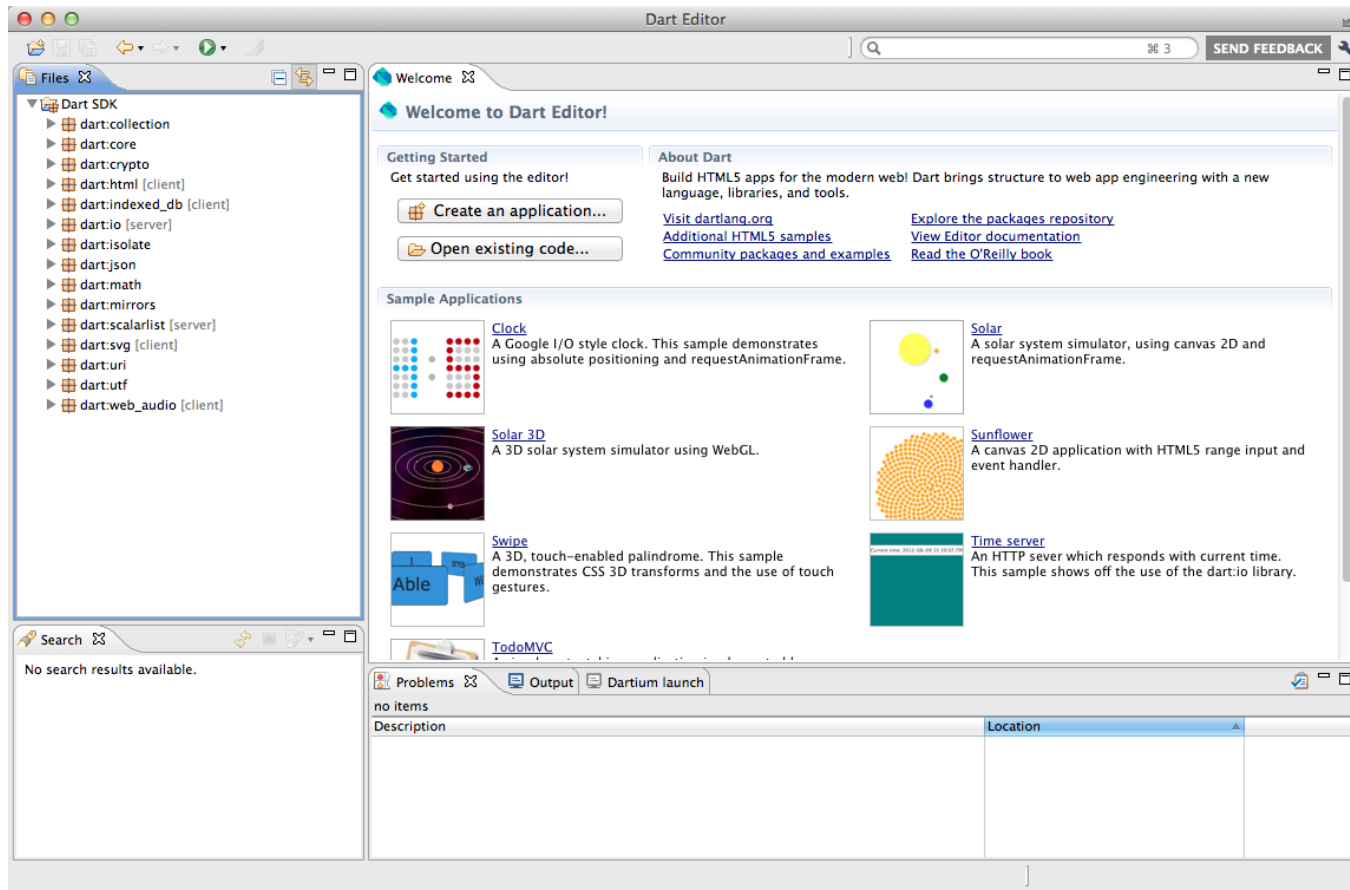 Dart Editor
⌘ 3
SEND FEEDBACK
Files
Dart SDK
dart:collection
dart:core
dart:crypto
dart:html [client]
dart:indexed_db [client]
dart:io [server]
dart:isolate
dart:json
dart:math
dart:mirrors
dart:scalarlist [server]
dart:svg [client]
dart:uri
dart:utf
dart:web_audio [client]
Search
No search results available.
Welcome
Welcome to Dart Editor!
Getting Started
Get started using the editor!
Create an application...
Open existing code...
About Dart
Build HTML5 apps for the modern web! Dart brings structure to web app engineering with a new
language, libraries, and tools.
Visit dartlang.org
Additional HTML5 samples
Community packages and examples
Explore the packages repository
View Editor documentation
Read the O'Reilly book
Sample Applications
Clock
A Google I/O style clock. This sample demonstrates
using absolute positioning and requestAnimationFrame.
Solar
A solar system simulator, using canvas 2D and
requestAnimationFrame.
Solar 3D
A 3D solar system simulator using WebGL.
Sunflower
A canvas 2D application with HTML5 range input and
event handler.
Able
Swipe
A 3D, touch-enabled palindrome. This sample
demonstrates CSS 3D transforms and the use of touch
gestures.
Time server
An HTTP sever which responds with current time.
This sample shows off the use of the dart:io library.
TodoMVC
Problems
Output
Dartium launch
no items
Description
Location